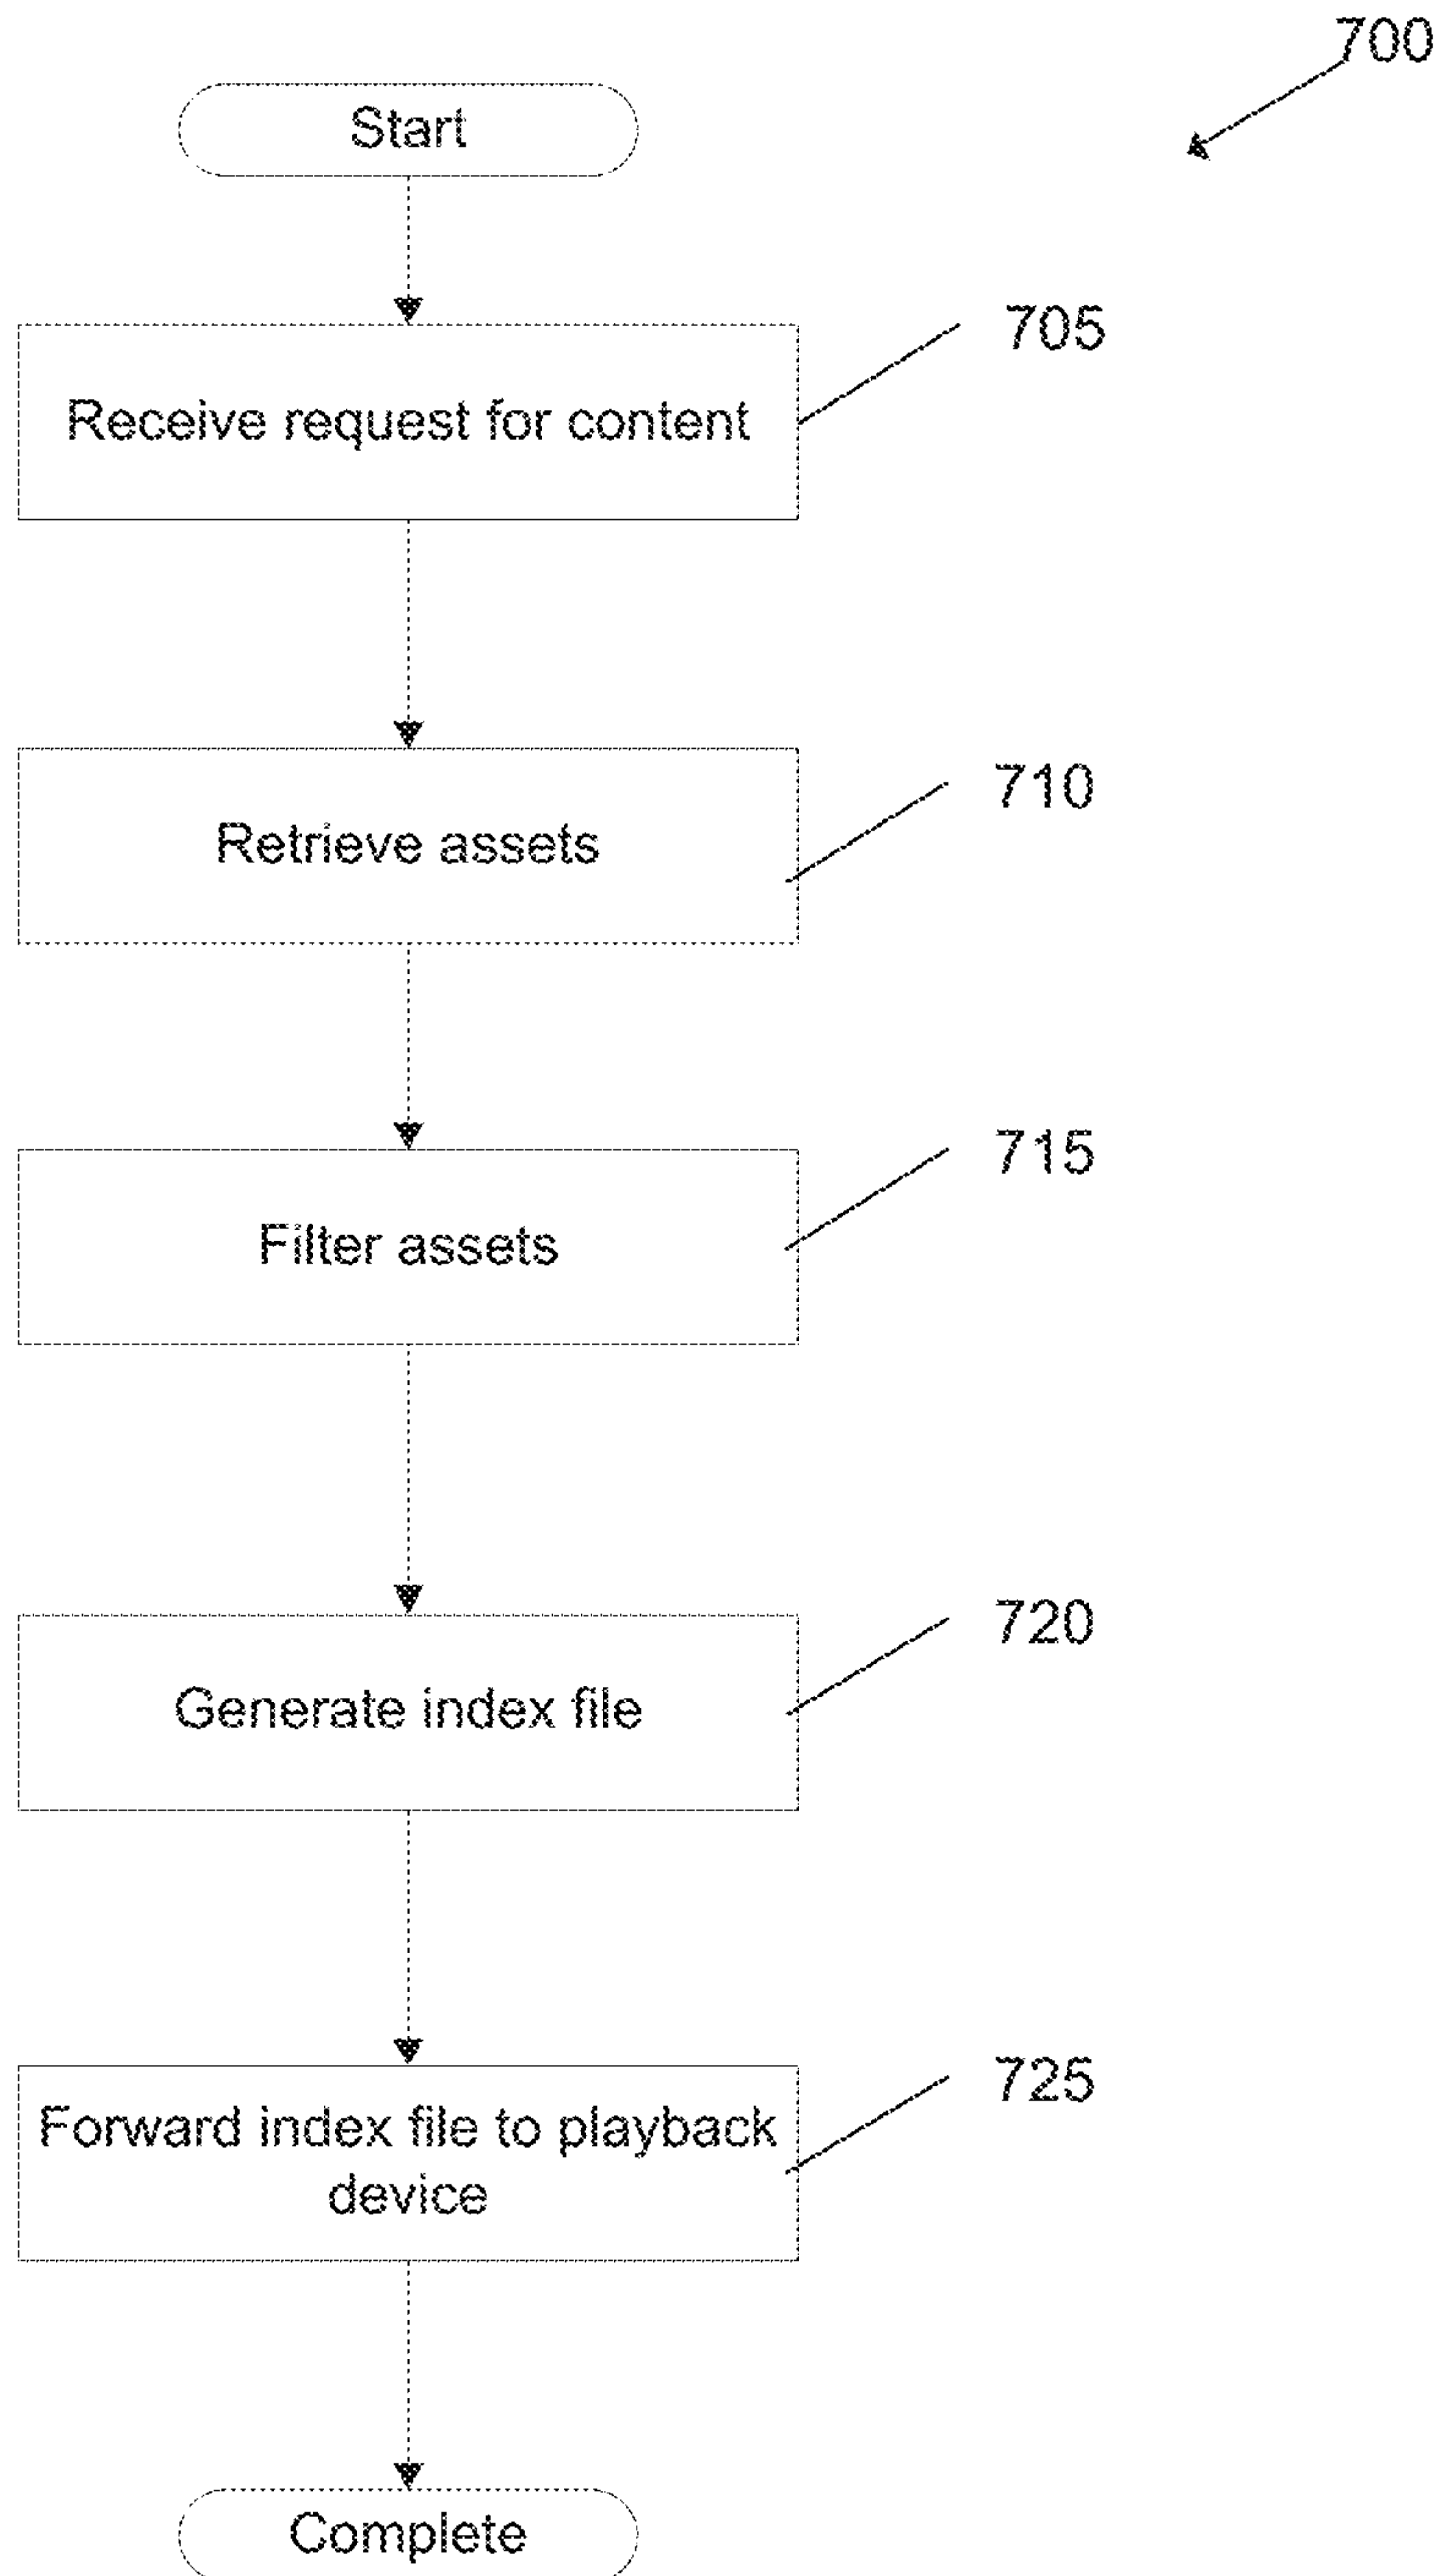 700
Start
705
Receive request for content
710
Retrieve assets
715
Filter assets
720
Generate index file
725
Forward index file to playback
device
Complete